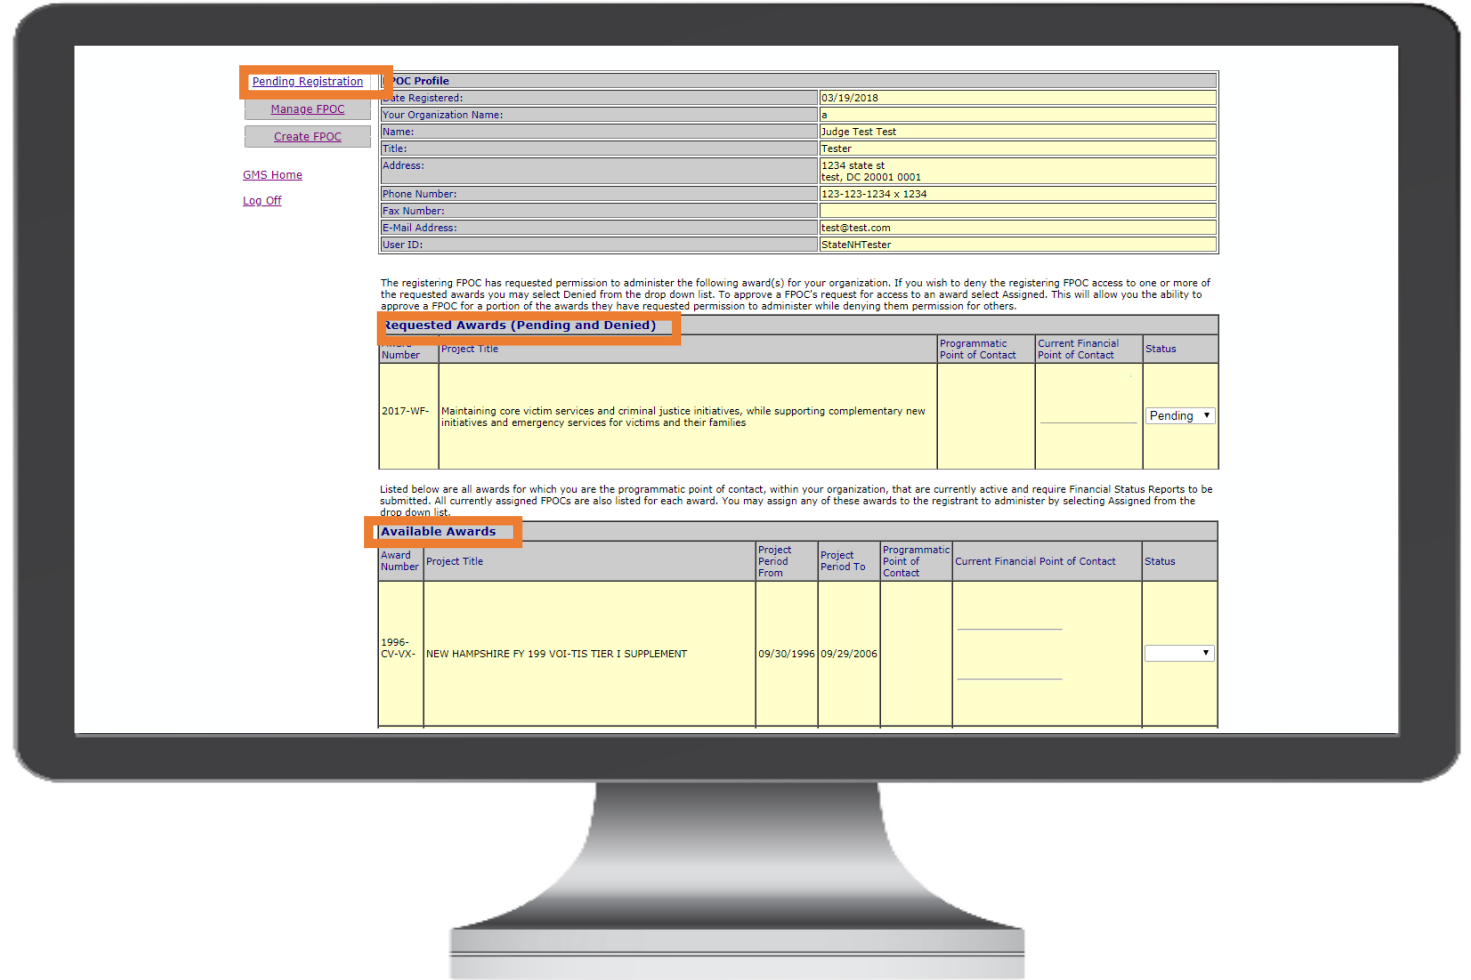 Pending Registration
Manage FPOC
Create FPOC
GMS Home
Log Off
POC Profile
Date Registered: 03/19/2018
Your Organization Name: a
Name: Judge Test Test
Title: Tester
Address: 1234 state st
test, DC 20001 0001
Phone Number: 123-123-1234 x 1234
Fax Number:
E-Mail Address: test@test.com
User ID: StateNHTester
The registering FPOC has requested permission to administer the following award(s) for your organization. If you wish to deny the registering FPOC access to one or more of
the requested awards you may select Denied from the drop down list. To approve a FPOC's request for access to an award select Assigned. This will allow you the ability to
approve a FPOC for a portion of the awards they have requested permission to administer while denying them permission for others.
Requested Awards (Pending and Denied)
Award
Number
Project Title
Programmatic
Point of Contact
Current Financial
Point of Contact
Status
2017-WF-
Maintaining core victim services and criminal justice initiatives, while supporting complementary new
initiatives and emergency services for victims and their families
Pending
Listed below are all awards for which you are the programmatic point of contact, within your organization, that are currently active and require Financial Status Reports to be
submitted. All currently assigned FPOCs are also listed for each award. You may assign any of these awards to the registrant to administer by selecting Assigned from the
drop down list.
Available Awards
Award
Number
Project Title
Project
Period
From
Project
Period To
Programmatic
Point of
Contact
Current Financial Point of Contact
Status
1996-
CV-VX-
NEW HAMPSHIRE FY 199 VOI-TIS TIER I SUPPLEMENT
09/30/1996
09/29/2006